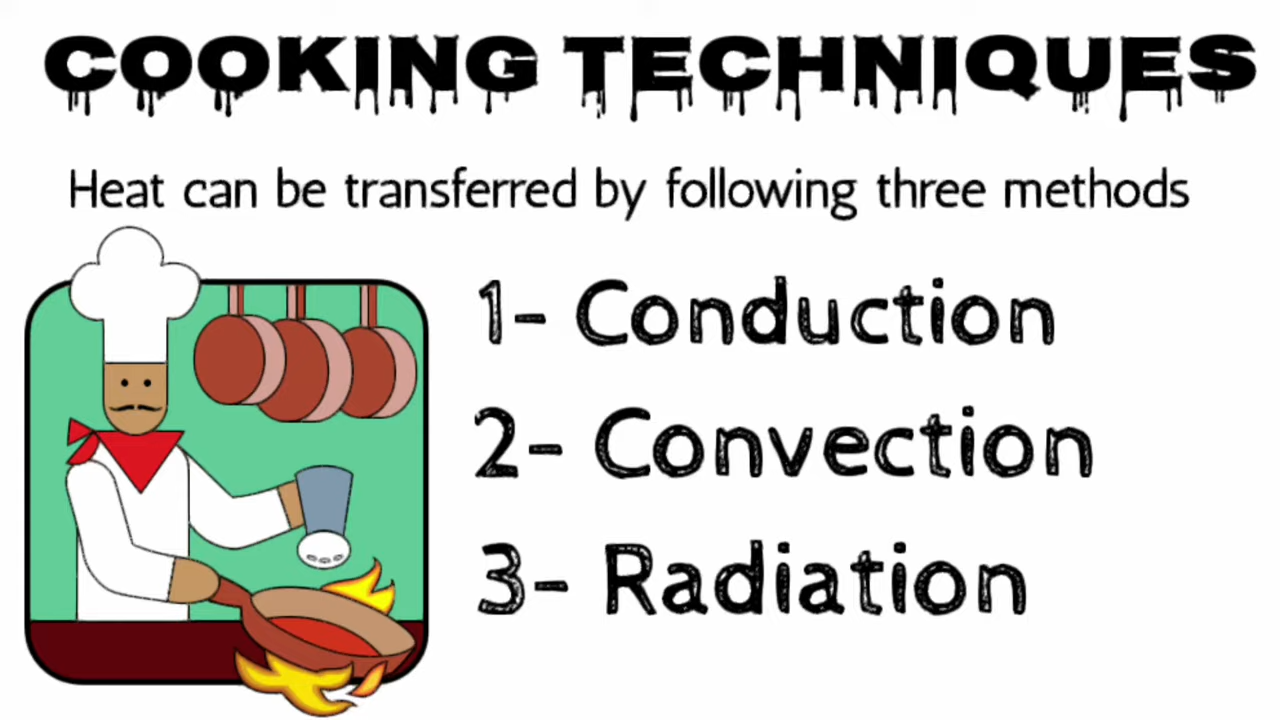 COOKING TECHNIQUES
Heat can be transferred by following three methods
1- Conduction
2- Convection
3- Radiation